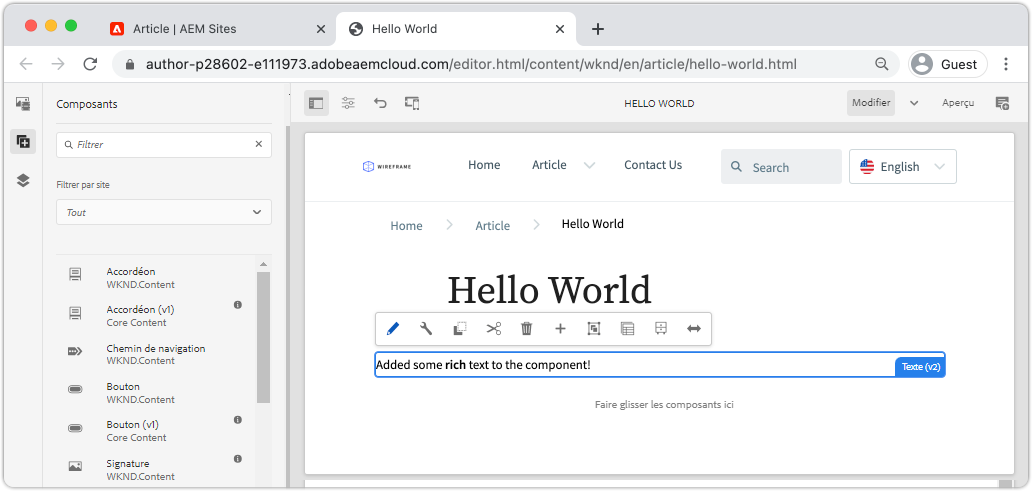 Article | AEM Sites
Hello World
author-p28602-e111973.adobeaemcloud.com/editor.html/content/wknd/en/article/hello-world.html
Guest
Composants
HELLO WORLD
Modifier
Aperçu
Filtrer
Filtrer par site
Tout
Accordéon
WKND.Content
Accordéon (v1)
Core Content
Chemin de navigation
WKND.Content
Bouton
WKND.Content
Bouton (v1)
Core Content
Signature
WKND.Content
WIREFRAME
Home
Article
Contact Us
Search
English
Home
Article
Hello World
Hello World
Added some rich text to the component!
Texte (v2)
Faire glisser les composants ici